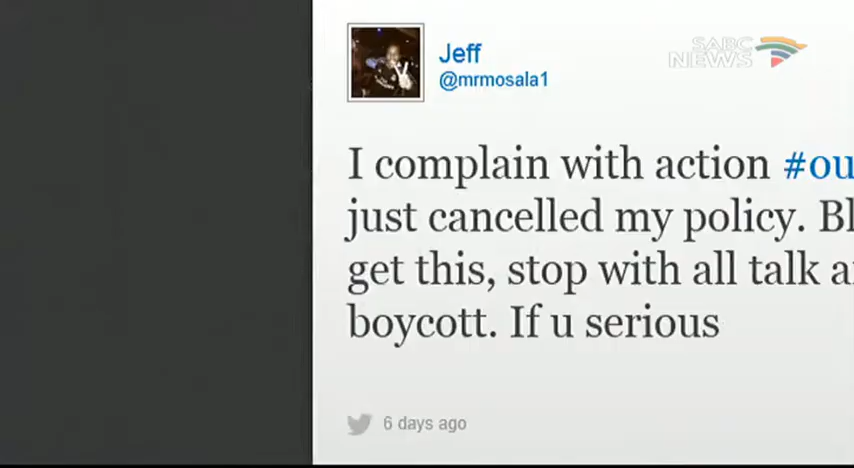 Jeff
@mrmosala1
SABC
NEWS
I complain with action #ou
just cancelled my policy. Bl
get this, stop with all talk a
boycott. If u serious
6 days ago